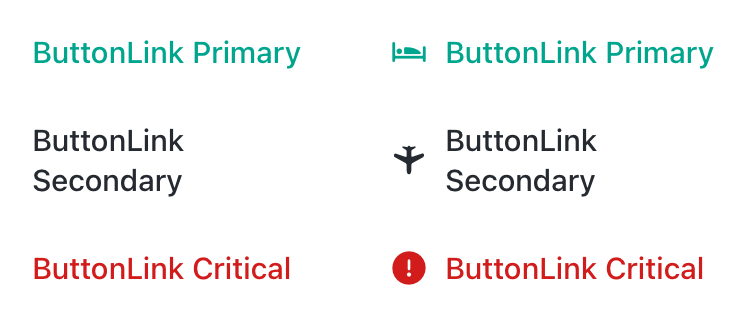 ButtonLink Primary
ButtonLink Primary
ButtonLink
Secondary
ButtonLink
Secondary
ButtonLink Critical
ButtonLink Critical